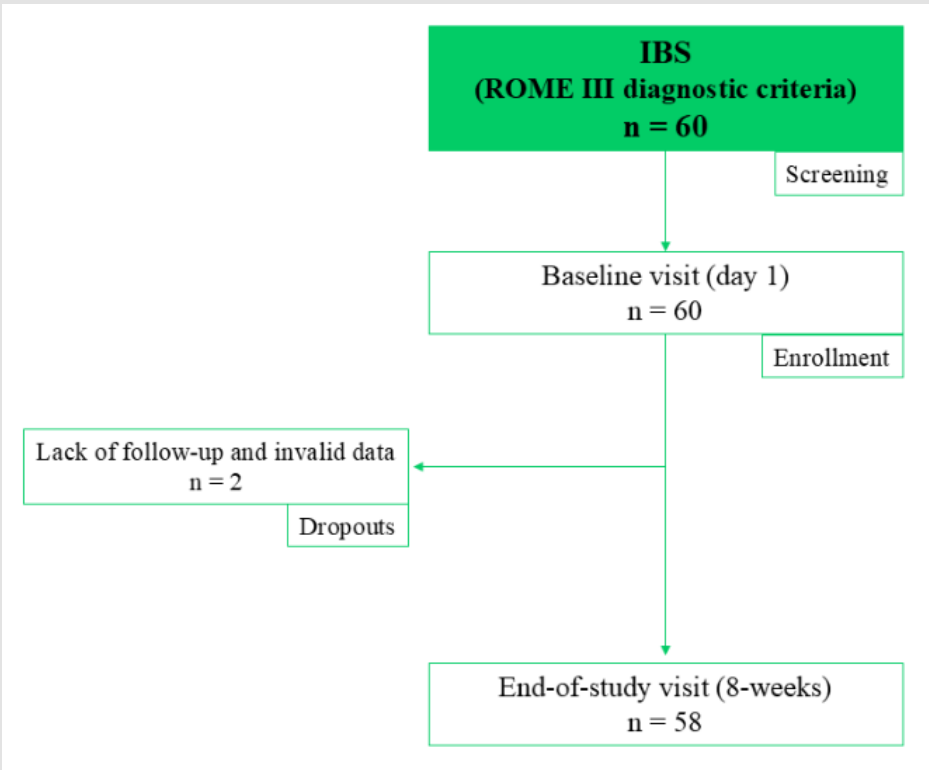 IBS
(ROME III diagnostic criteria)
n = 60
Screening
Baseline visit (day 1)
n = 60
Enrollment
Lack of follow-up and invalid data
n = 2
Dropouts
End-of-study visit (8-weeks)
n = 58